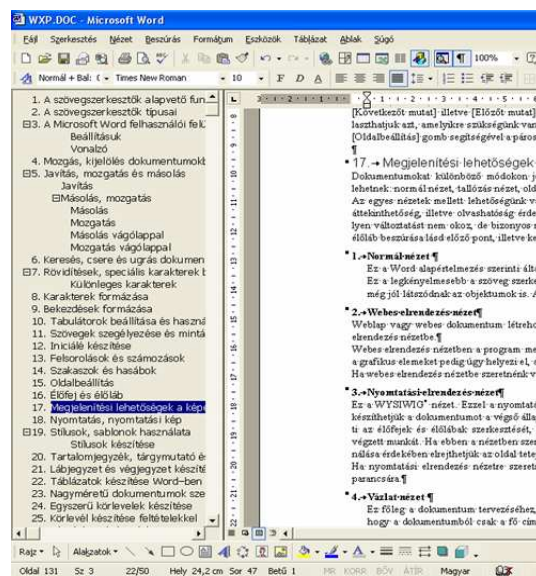 WXP.DOC - Microsoft Word
Fájl Szerkesztés Nézet Beszúrás Formátum Eszközök Táblázat Ablak Súgó
100%
Normál + Bal: ( Times New Roman 10 F D A
1. A szövegszerkesztők alapvető fun
2. A szövegszerkesztők típusai
3. A Microsoft Word felhasználói fel
Beállításuk
Vonalzó
4. Mozgás, kijelölés dokumentumokb
5. Javítás, mozgatás és másolás
Javítás
Másolás, mozgatás
Másolás
Mozgatás
Másolás vágólappal
Mozgatás vágólappal
6. Keresés, csere és ugrás dokumen
7. Rövidítések, speciális karakterek b
Különleges karakterek
8. Karakterek formázása
9. Bekezdések formázása
10. Tabulátorok beállítása és haszná
11. Szövegek szegélyezése és mintá
12. Iniciálé készítése
13. Felsorolások és számozások
14. Szakaszok és hasábok
15. Oldalbeállítás
16. Élőfej és élőláb
17. Megjelenítési lehetőségek a képe
18. Nyomtatás, nyomtatási kép
19. Stílusok, sablonok használata
Stílusok készítése
20. Tartalomjegyzék, tárgymutató é
21. Lábjegyzet és végjegyzet készíté
22. Táblázatok készítése Word-ben
23. Nagyméretű dokumentumok sze
24. Egyszerű körlevelek készítése
25. Körlevél készítése feltételekkel
[Következőt mutat] illetve [Előzőt mutat]
laszthatjuk azt, amelyikre szükségünk van
[Oldalbeállítás] gomb segítségével a páros
17. Megjelenítési lehetőségek
Dokumentumokat különböző módokon je
lehetnek: normál nézet, tallózás nézet, old
Az egyes nézetek mellett lehetőségünk v
áttekinthetőség, illetve olvashatóság érde
lyen változtatást nem okoz, de bizonyos
élőláb beszúrása lásd előző pont, illetve ke
1. Normál nézet ¶
Ez a Word alapértelmezés szerinti ált
Ez a legkényelmesebb a szöveg szerke
még jól látszódnak az objektumok is. A
2. Webes elrendezés nézet¶
Weblap vagy webes dokumentum létreho
elrendezés nézetbe. ¶
Webes elrendezés nézetben a program me
a grafikus elemeket pedig úgy helyezi el,
Ha webes elrendezés nézetbe szeretnénk v
3. Nyomtatási elrendezés nézet¶
Ez a WYSIWIG nézet. Ezzel a nyomtató
készíthetjük a dokumentumot a végső álla
ti az élőfejek és élőlábak szerkesztését,
végzett munkát. Ha ebben a nézetben szer
nálása érdekében elrejthetjük az oldal tetej
Ha nyomtatási elrendezés nézetre szeret
parancsára ¶
4. Vázlat nézet ¶
Ez főleg a dokumentum tervezéséhez,
hogy a dokumentumból csak a fő cím
Rajz Alakzatok
Oldal 131 Sz 3 22/50 Hely 24,2 cm Sor 47 Betű 1 MR KORR BŐV ÁTÍR Magyar